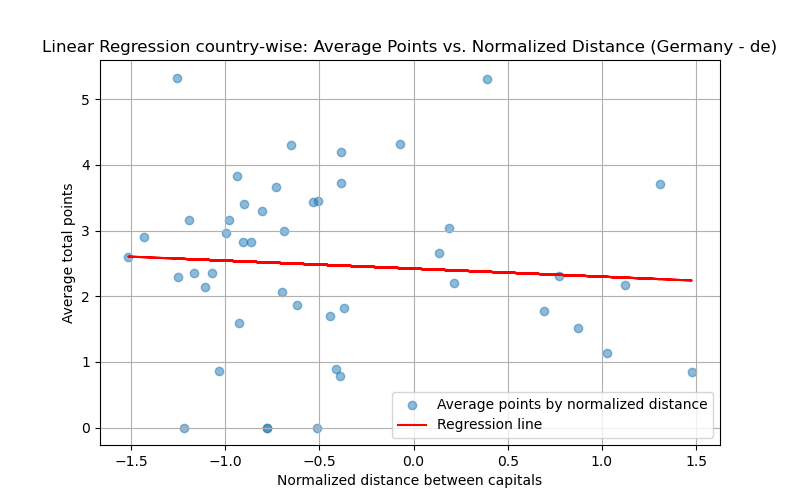 Linear Regression country-wise: Average Points vs. Normalized Distance (Germany - de)
Average total points
5
4
3
2
1
0
Average points by normalized distance
Regression line
−1.5 −1.0 −0.5 0.0 0.5 1.0 1.5
Normalized distance between capitals